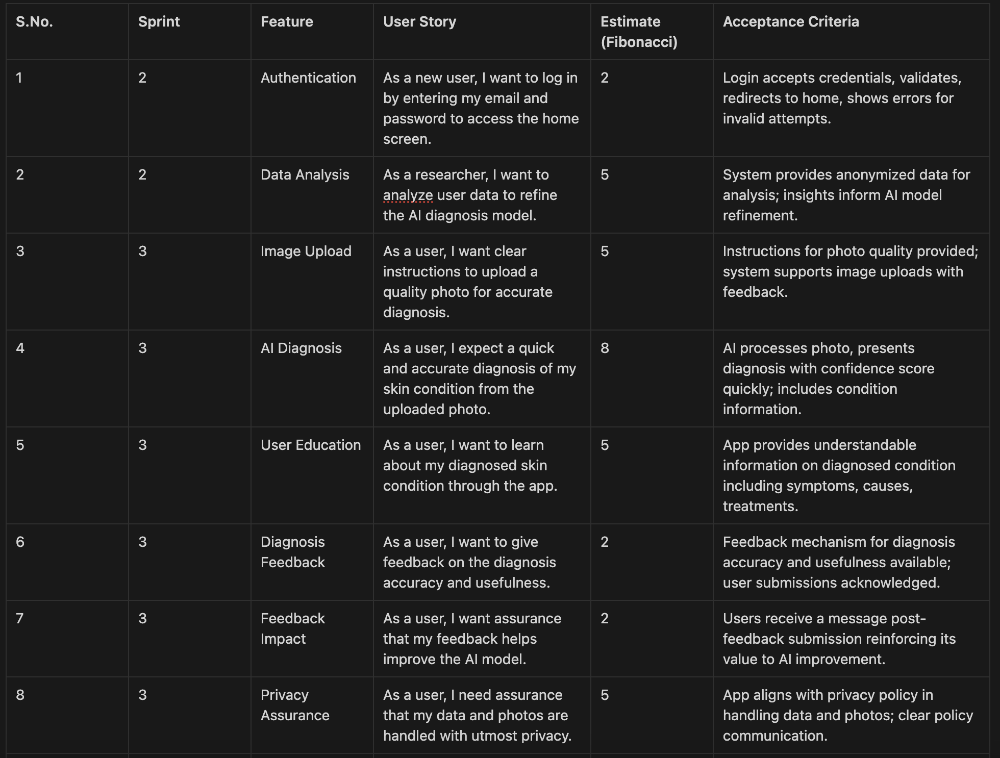 S.No.
Sprint
Feature
User Story
Estimate
(Fibonacci)
Acceptance Criteria
1
2
Authentication
As a new user, I want to log in
by entering my email and
password to access the home
screen.
2
Login accepts credentials, validates,
redirects to home, shows errors for
invalid attempts.
2
2
Data Analysis
As a researcher, I want to
analyze user data to refine
the AI diagnosis model.
5
System provides anonymized data for
analysis; insights inform AI model
refinement.
3
3
Image Upload
As a user, I want clear
instructions to upload a
quality photo for accurate
diagnosis.
5
Instructions for photo quality provided;
system supports image uploads with
feedback.
4
3
AI Diagnosis
As a user, I expect a quick
and accurate diagnosis of my
skin condition from the
uploaded photo.
8
AI processes photo, presents
diagnosis with confidence score
quickly; includes condition
information.
5
3
User Education
As a user, I want to learn
about my diagnosed skin
condition through the app.
5
App provides understandable
information on diagnosed condition
including symptoms, causes,
treatments.
6
3
Diagnosis
Feedback
As a user, I want to give
feedback on the diagnosis
accuracy and usefulness.
2
Feedback mechanism for diagnosis
accuracy and usefulness available;
user submissions acknowledged.
7
3
Feedback
Impact
As a user, I want assurance
that my feedback helps
improve the AI model.
2
Users receive a message post-
feedback submission reinforcing its
value to AI improvement.
8
3
Privacy
Assurance
As a user, I need assurance
that my data and photos are
handled with utmost privacy.
5
App aligns with privacy policy in
handling data and photos; clear policy
communication.